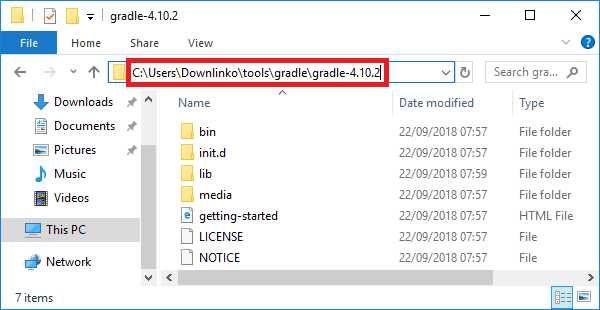 gradle-4.10.2
File Home Share View
C:\Users\Downlinko\tools\gradle\gradle-4.10.2
Search gra...
Downloads
Documents
Pictures
Music
Videos
This PC
Network
Name Date modified Type
bin 22/09/2018 07:57 File folder
init.d 22/09/2018 07:57 File folder
lib 22/09/2018 07:59 File folder
media 22/09/2018 07:57 File folder
getting-started 22/09/2018 07:57 HTML File
LICENSE 22/09/2018 07:57 File
NOTICE 22/09/2018 07:57 File
7 items